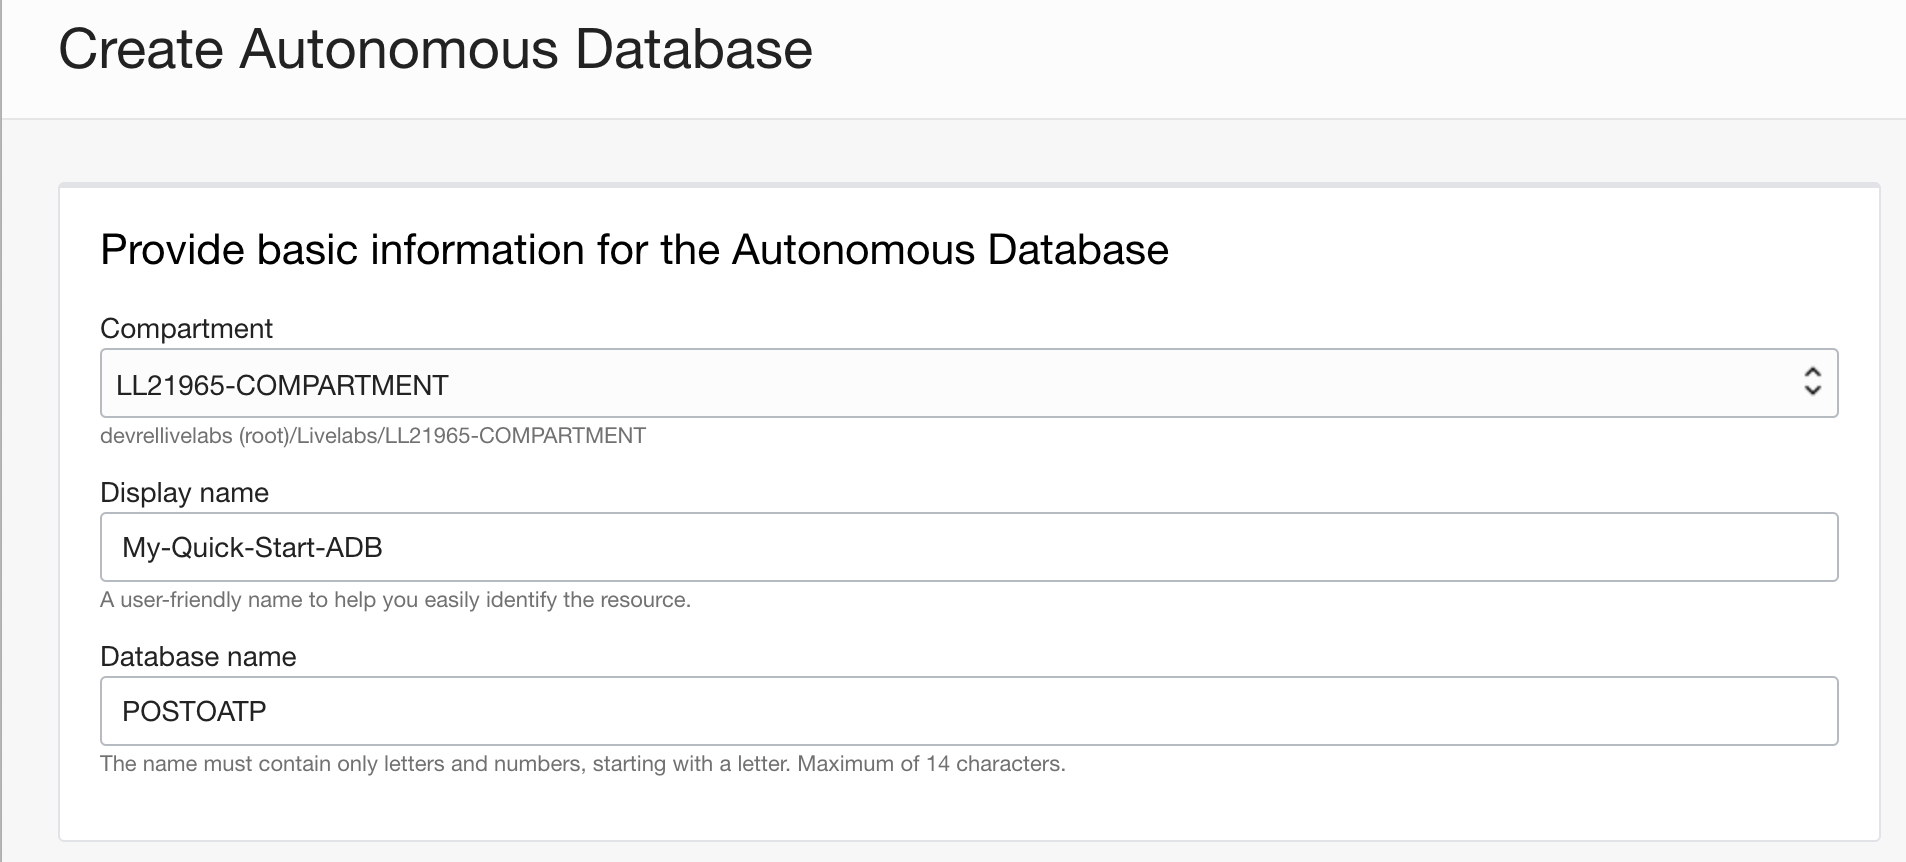 Create Autonomous Database
Provide basic information for the Autonomous Database
Compartment
LL21965-COMPARTMENT
devrellivelabs (root)/Livelabs/LL21965-COMPARTMENT
Display name
My-Quick-Start-ADB
A user-friendly name to help you easily identify the resource.
Database name
POSTOATP
The name must contain only letters and numbers, starting with a letter. Maximum of 14 characters.